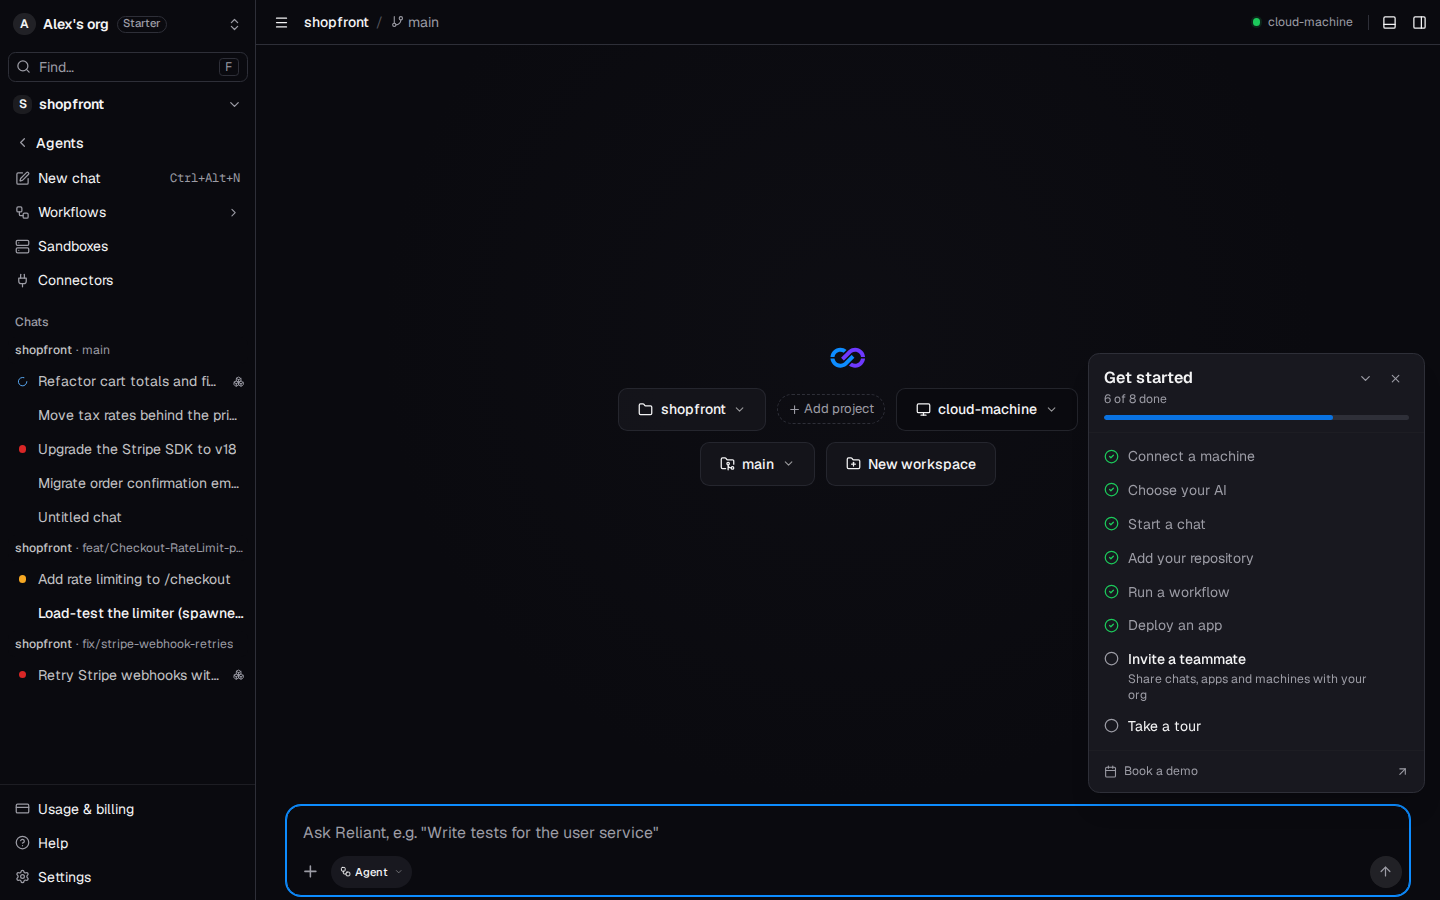 A Alex's org Starter
Find... F
S shopfront
Agents
New chat Ctrl+Alt+N
Workflows
Sandboxes
Connectors
Chats
shopfront · main
Refactor cart totals and fi...
Move tax rates behind the pri...
Upgrade the Stripe SDK to v18
Migrate order confirmation em...
Untitled chat
shopfront · feat/Checkout-RateLimit-p...
Add rate limiting to /checkout
Load-test the limiter (spawne...
shopfront · fix/stripe-webhook-retries
Retry Stripe webhooks wit...
Usage & billing
Help
Settings
shopfront / main
cloud-machine
shopfront
Add project
cloud-machine
main
New workspace
Get started
6 of 8 done
Connect a machine
Choose your AI
Start a chat
Add your repository
Run a workflow
Deploy an app
Invite a teammate
Share chats, apps and machines with your
org
Take a tour
Book a demo
Ask Reliant, e.g. "Write tests for the user service"
Agent